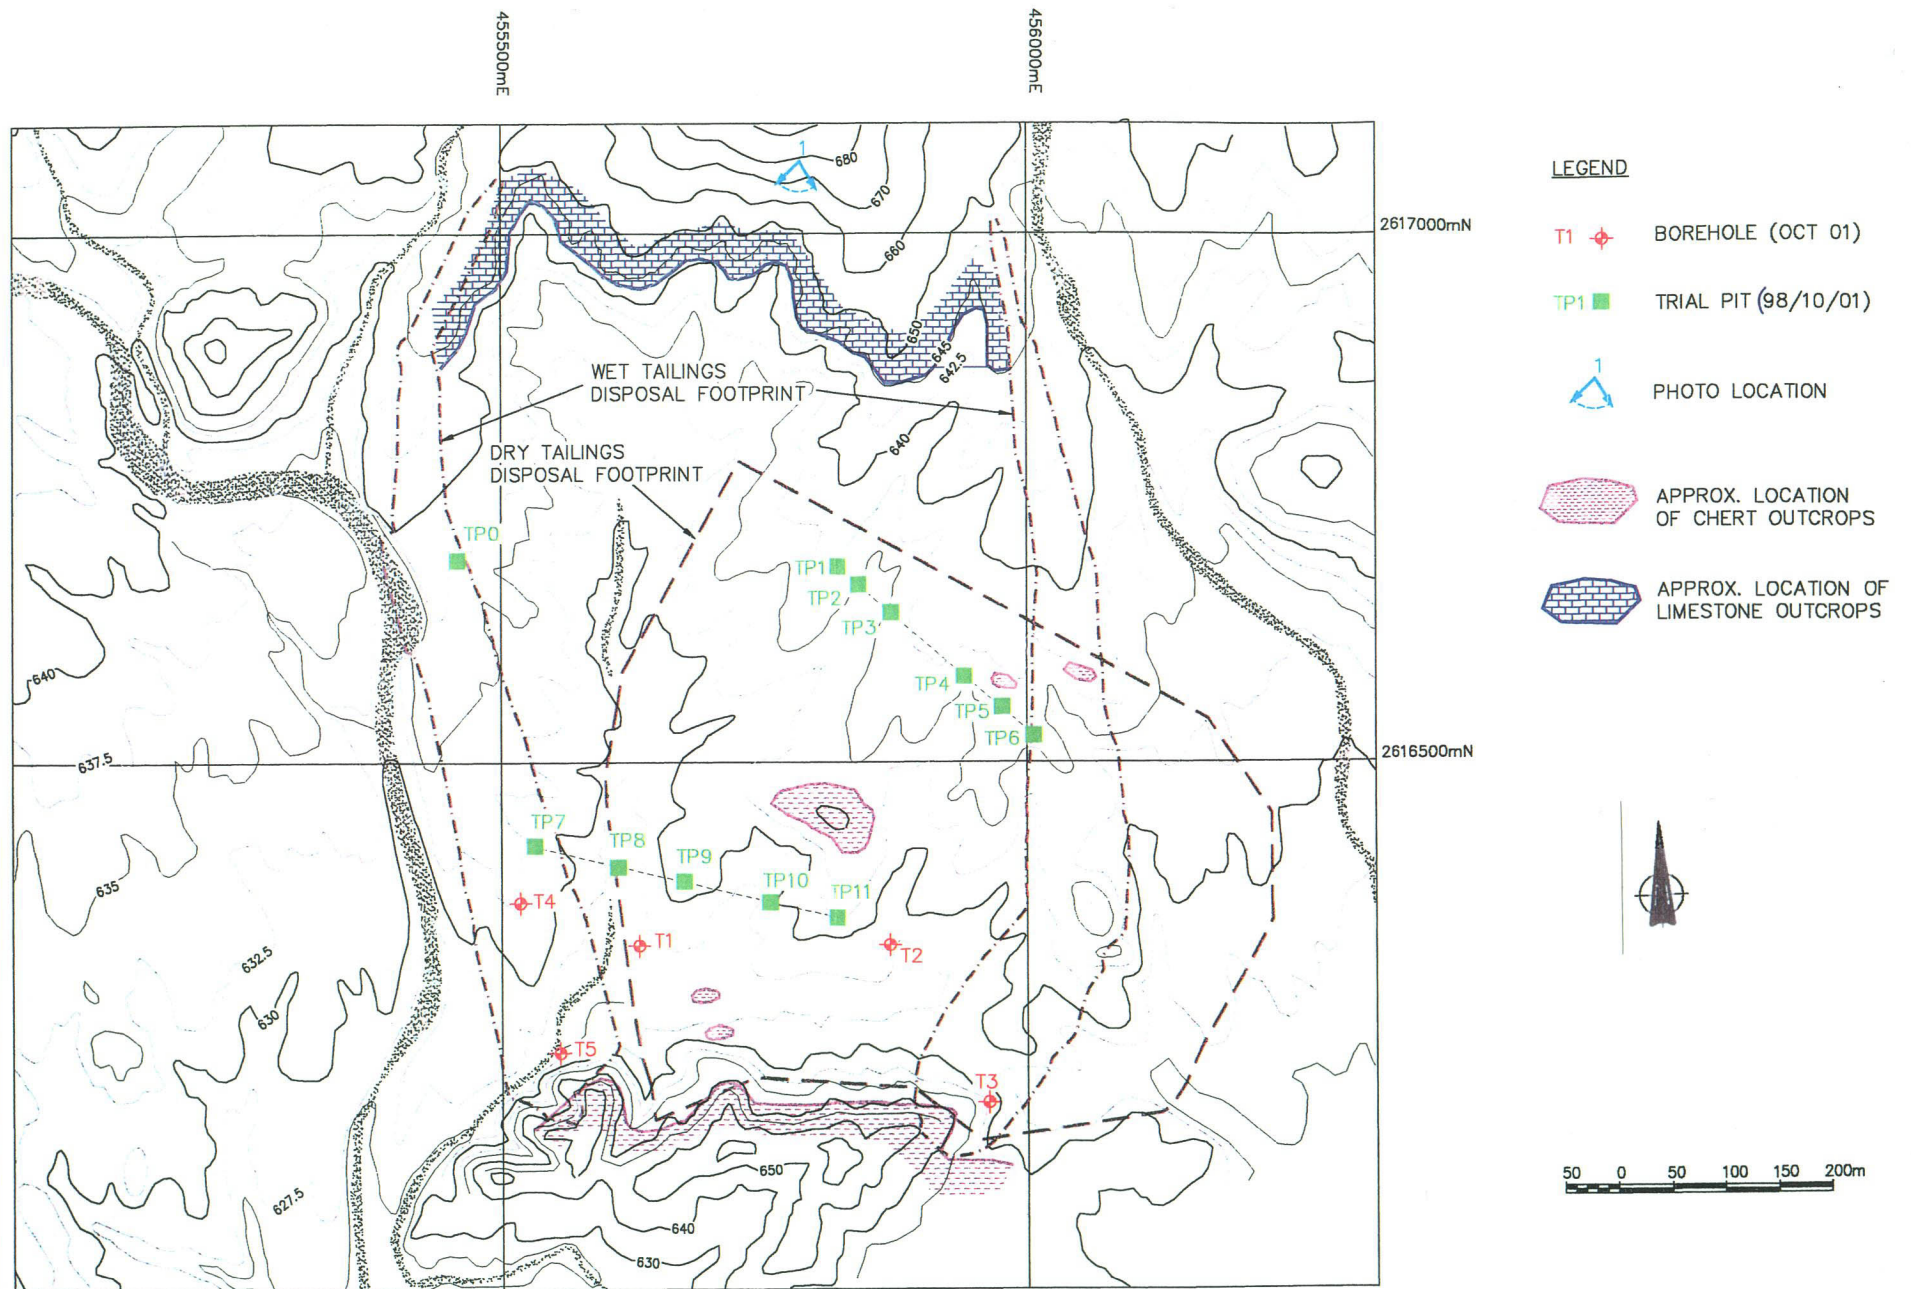 455500mE
456000mE
1
680
670
660
2617000mN
650
645
642.5
WET TAILINGS
DISPOSAL FOOTPRINT
640
DRY TAILINGS
DISPOSAL FOOTPRINT
TP0
TP1
TP2
TP3
640
TP4
TP5
TP6
2616500mN
637.5
TP7
TP8
TP9
TP10
TP11
635
T4
T1
T2
632.5
630
T5
T3
627.5
650
640
630
LEGEND
T1 BOREHOLE (OCT 01)
TP1 TRIAL PIT (98/10/01)
1
PHOTO LOCATION
APPROX. LOCATION
OF CHERT OUTCROPS
APPROX. LOCATION OF
LIMESTONE OUTCROPS
50 0 50 100 150 200m